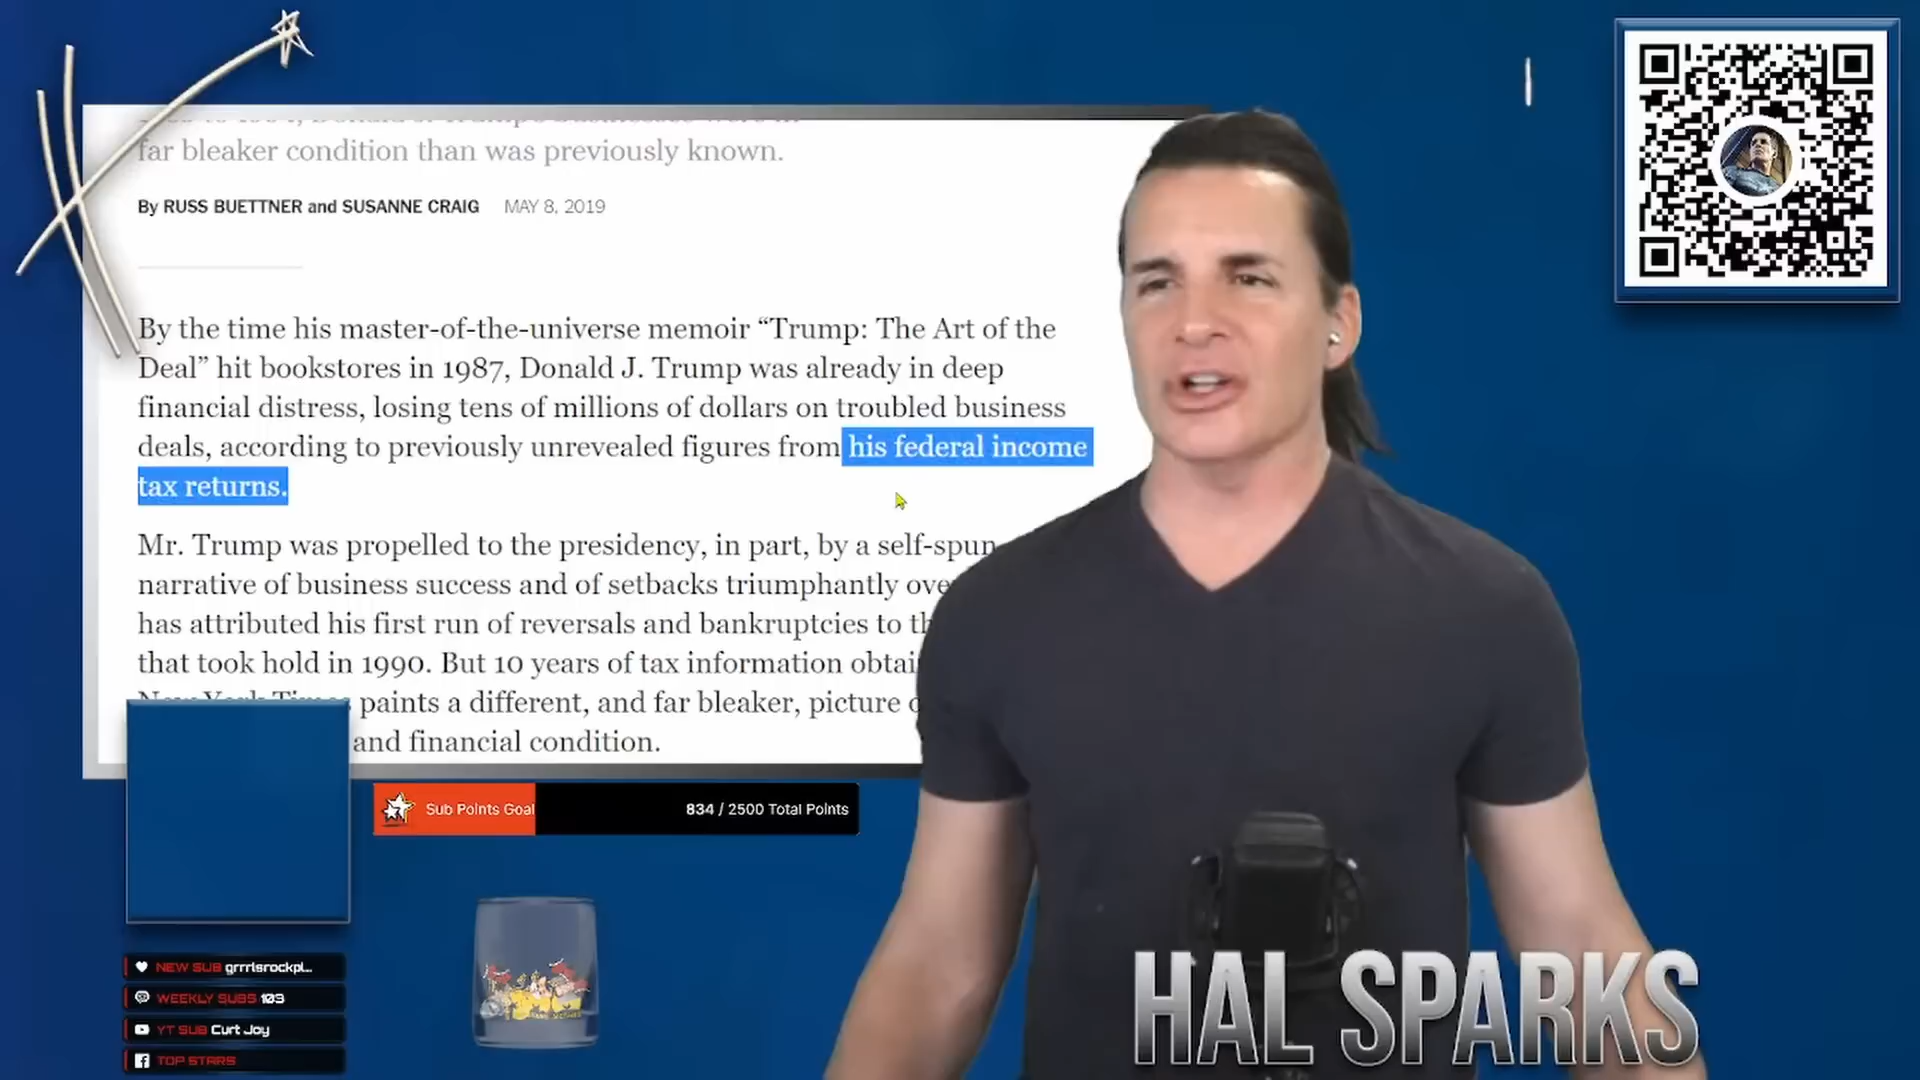 far bleaker condition than was previously known.
By RUSS BUETTNER and SUSANNE CRAIG MAY 8, 2019
By the time his master-of-the-universe memoir “Trump: The Art of the
Deal” hit bookstores in 1987, Donald J. Trump was already in deep
financial distress, losing tens of millions of dollars on troubled business
deals, according to previously unrevealed figures from his federal income
tax returns.
Mr. Trump was propelled to the presidency, in part, by a self-spun
narrative of business success and of setbacks triumphantly
has attributed his first run of reversals and bankruptcies to
that took hold in 1990. But 10 years of tax information
New York Times paints a different, and far bleaker, picture
and financial condition.
Sub Points Goal 834 / 2500 Total Points
NEW SUB grrrlsrockpl...
WEEKLY SUBS 103
YT SUB Curt Joy
TOP STARS
HAL SPARKS